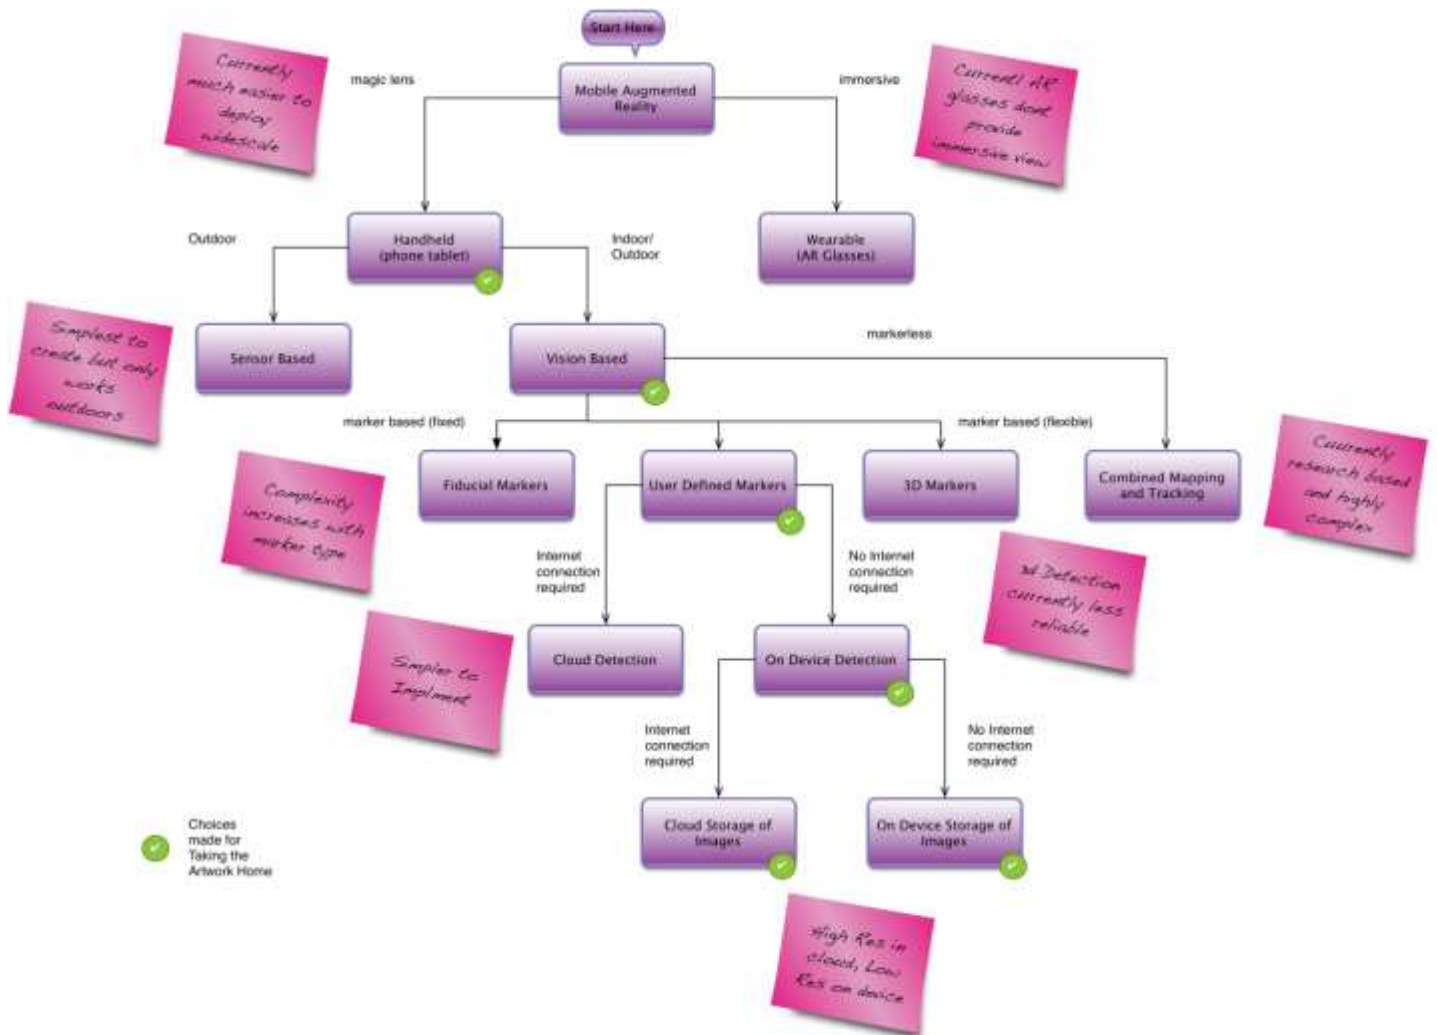 Start Here
Currently
much easier to
deploy
widescale
magic lens
Mobile Augmented
Reality
immersive
Currentl AR
glasses dont
provide
immersive view
Outdoor
Handheld
(phone tablet)
Indoor/
Outdoor
Wearable
(AR Glasses)
Simplest to
create but only
works
outdoors
Sensor Based
Vision Based
markerless
marker based (fixed)
marker based (flexible)
Complexity
increases with
marker type
Fiducial Markers
User Defined Markers
3D Markers
Combined Mapping
and Tracking
Currently
research based
and highly
complex
Internet
connection
required
No Internet
connection
required
3d Detection
currently less
reliable
Simpler to
Implment
Cloud Detection
On Device Detection
Internet
connection
required
No Internet
connection
required
Choices
made for
Taking the
Artwork Home
Cloud Storage of
Images
On Device Storage of
Images
High Res in
cloud, Low
Res on device